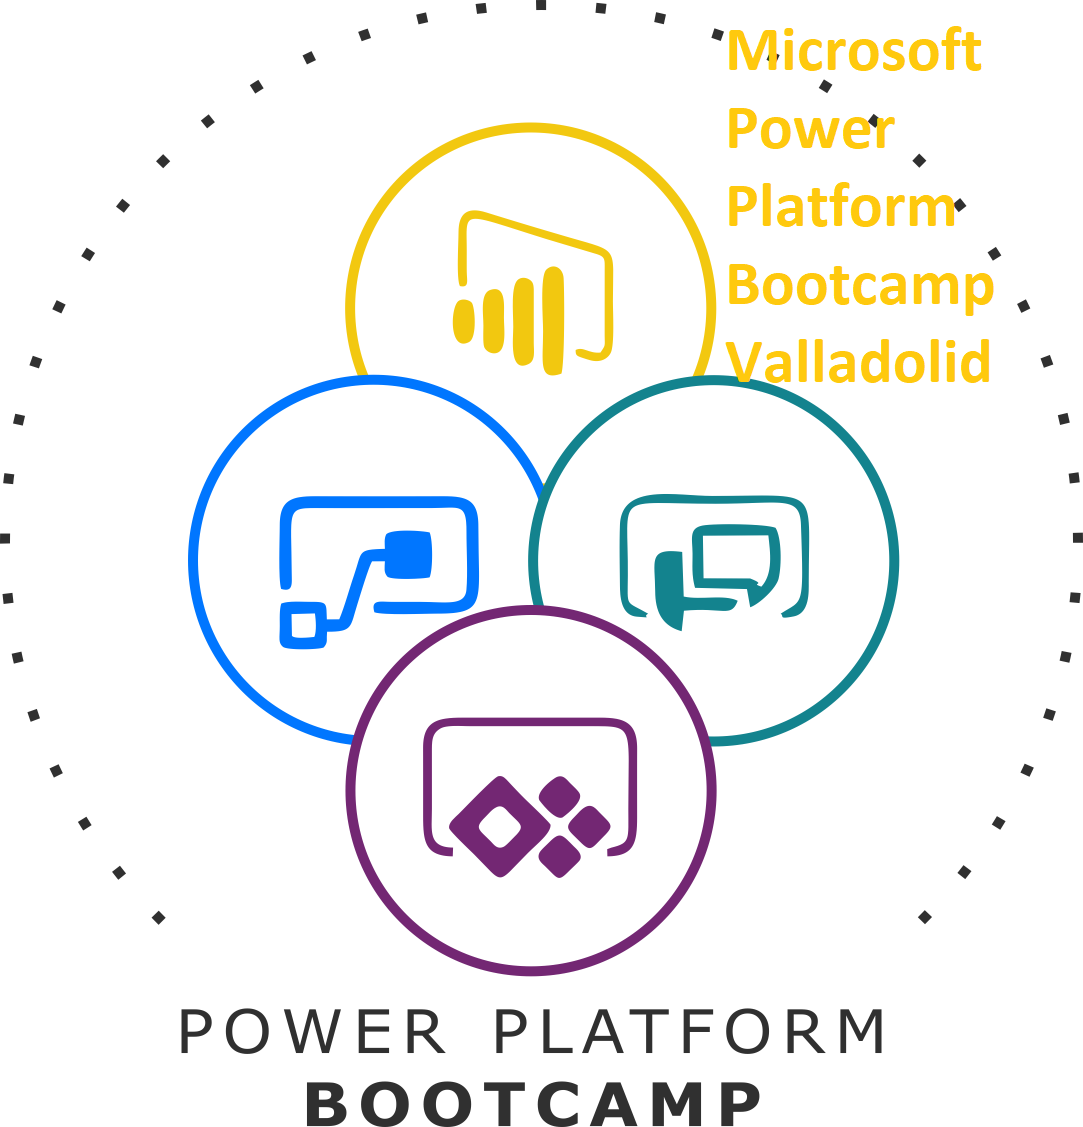 Microsoft
Power
Platform
Bootcamp
Valladolid
POWER PLATFORM
BOOTCAMP